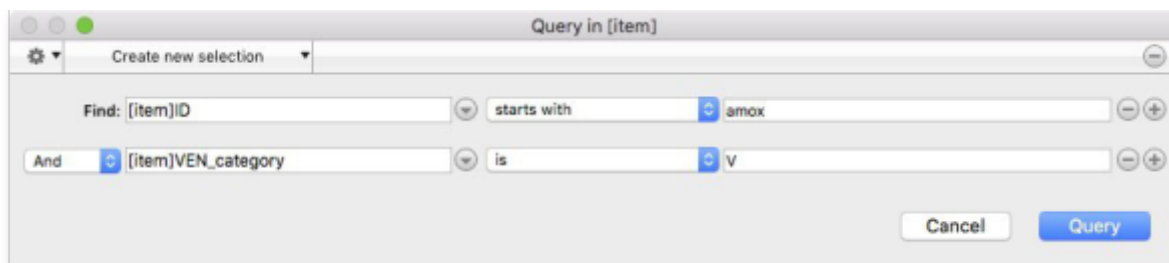 Query in [item]
Create new selection
Find: [item]ID starts with amox
And [item]VEN_category is V
Cancel Query